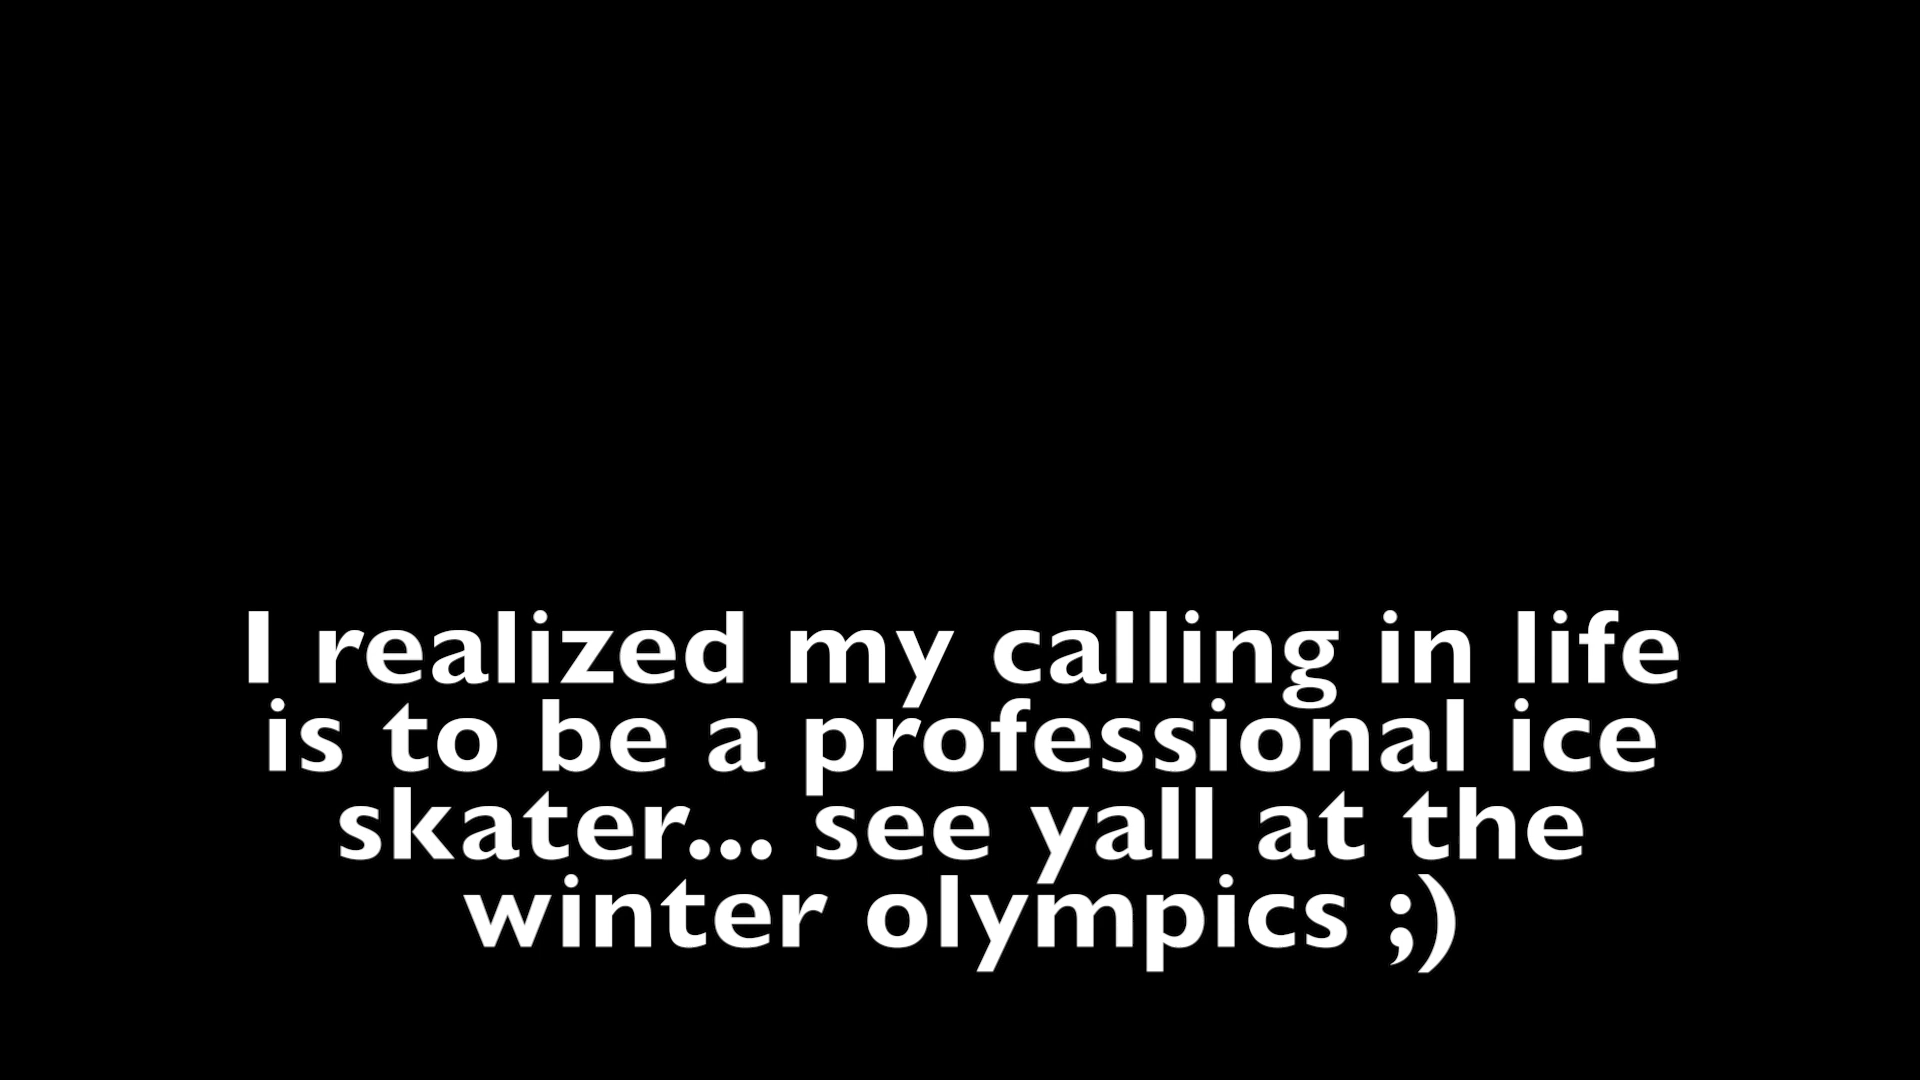 I realized my calling in life
is to be a professional ice
skater... see yall at the
winter olympics ;)